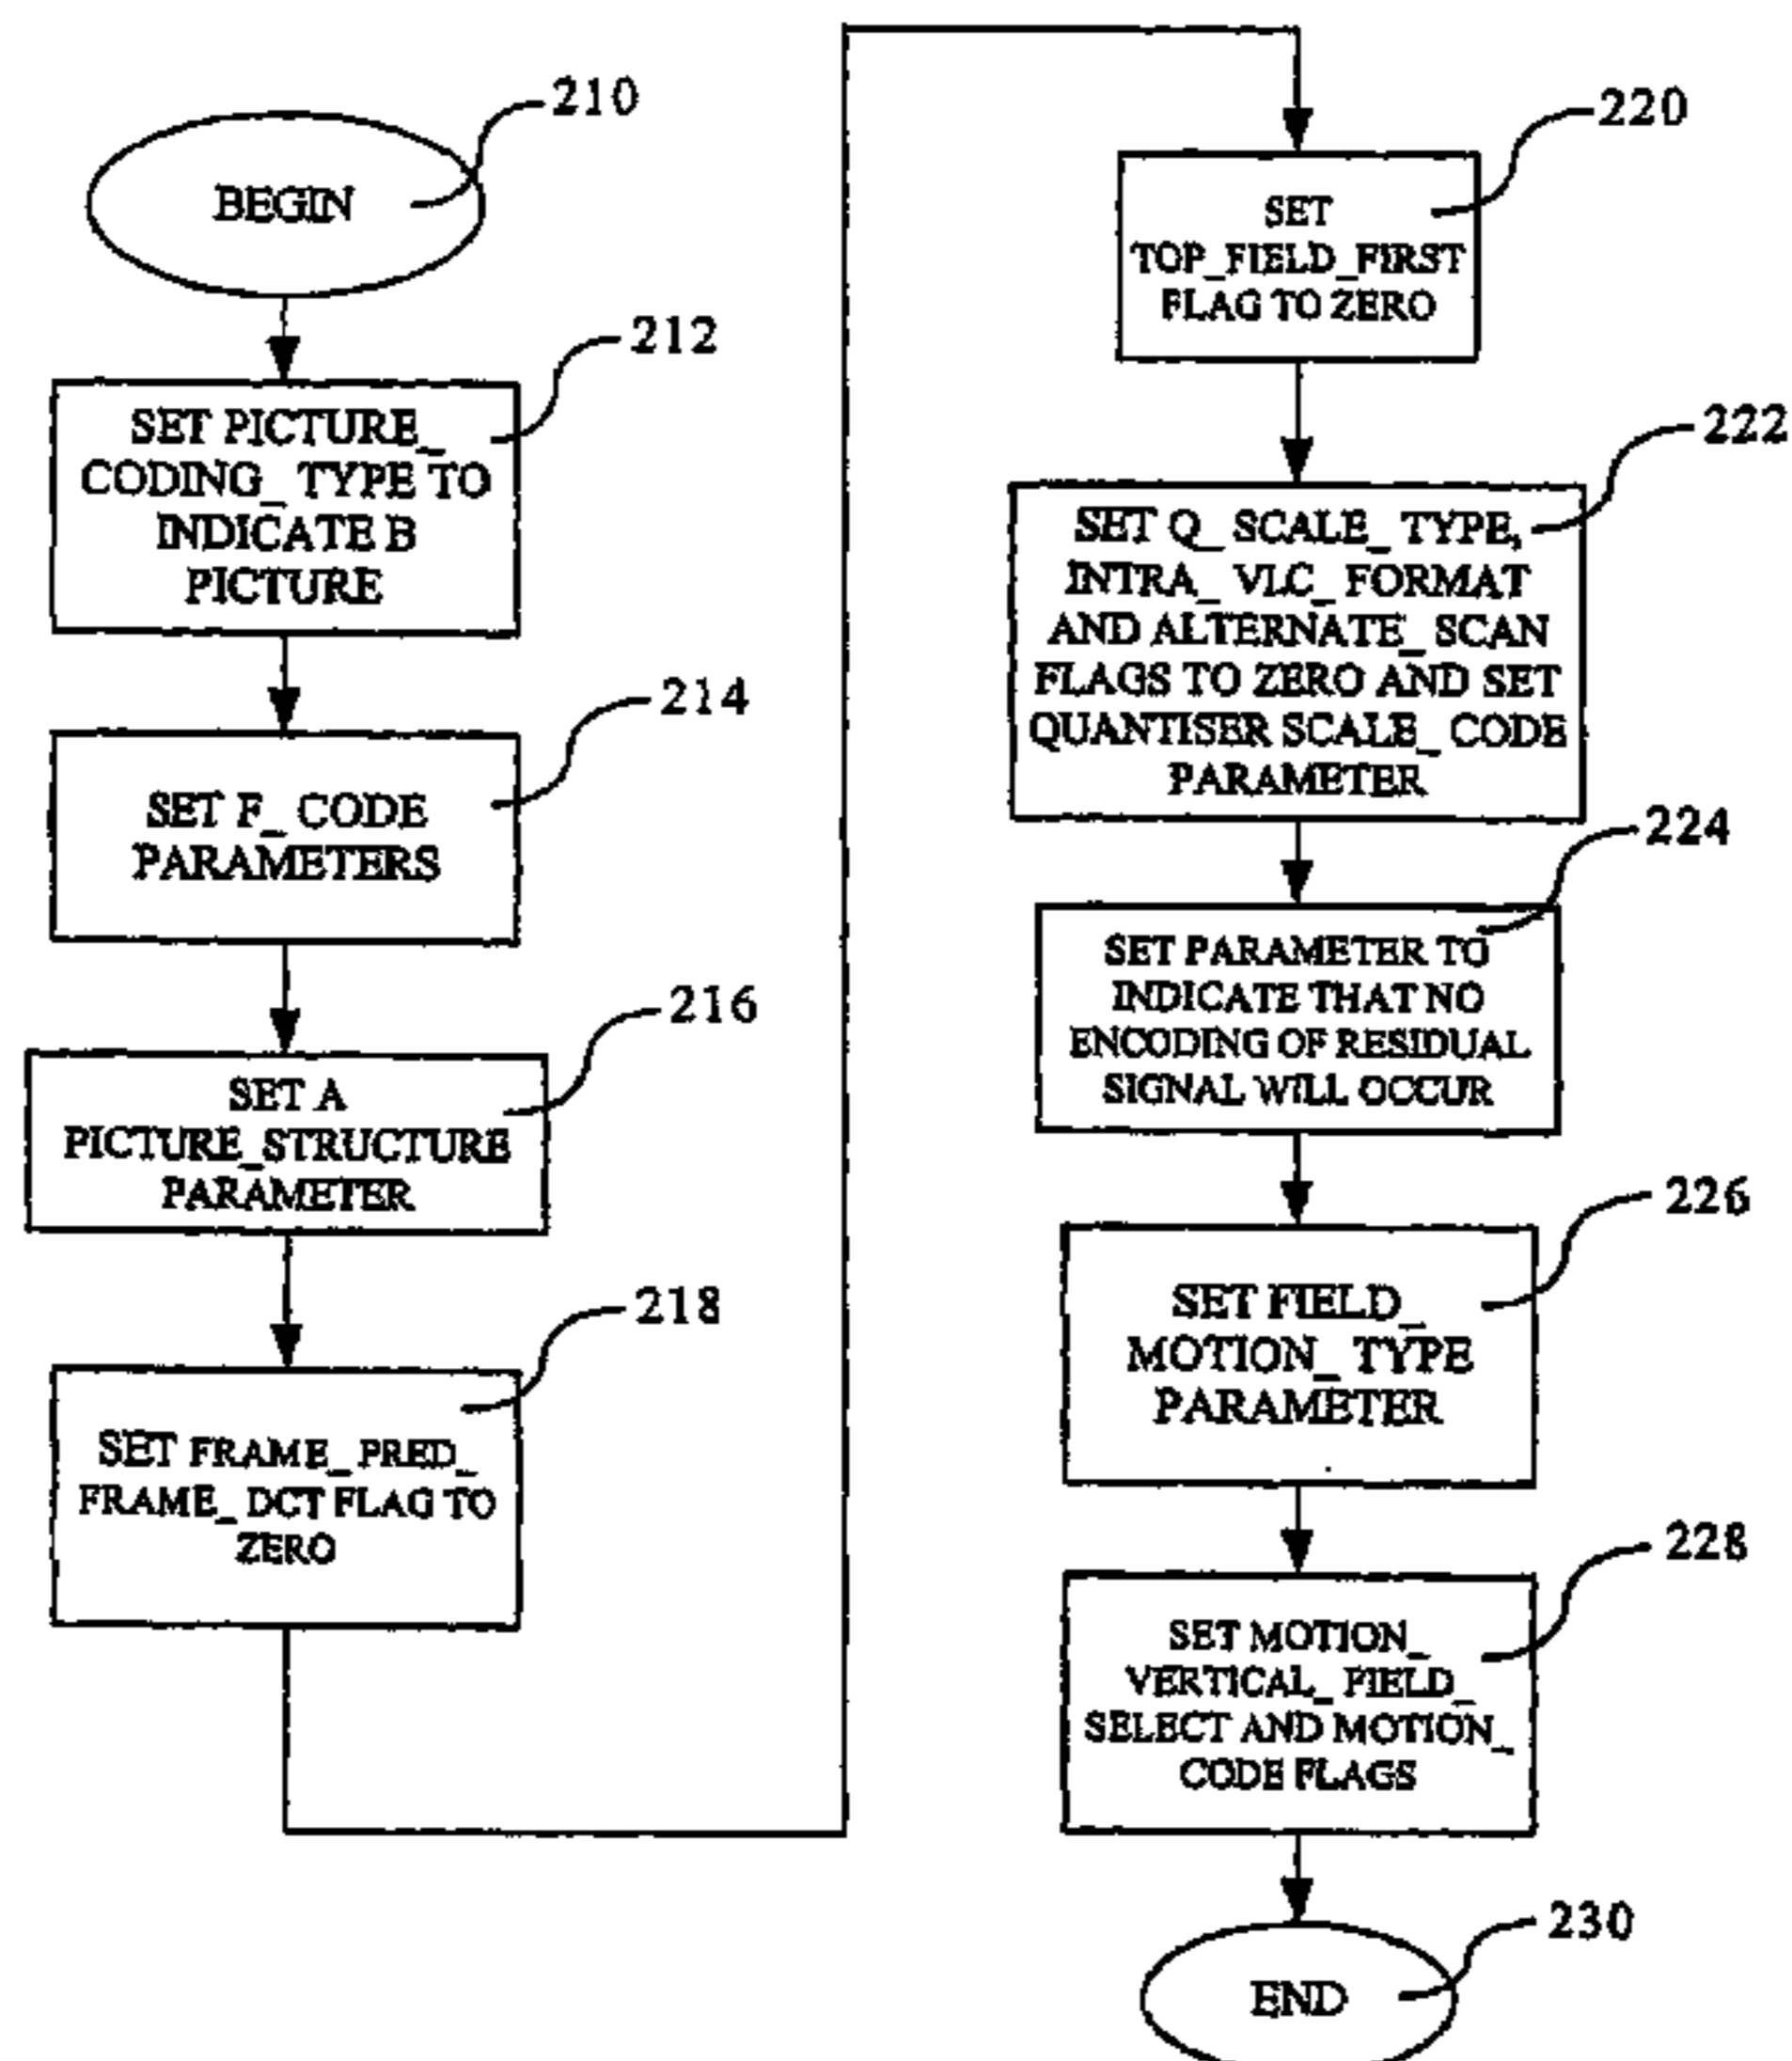 210
BEGIN
212
SET PICTURE_
CODING_ TYPE TO
INDICATE B
PICTURE
214
SET F_ CODE
PARAMETERS
216
SET A
PICTURE_STRUCTURE
PARAMETER
218
SET FRAME_ PRED_
FRAME_ DCT FLAG TO
ZERO
220
SET
TOP_FIELD_FIRST
FLAG TO ZERO
222
SET Q_ SCALE_ TYPE,
INTRA_ VLC_ FORMAT
AND ALTERNATE_ SCAN
FLAGS TO ZERO AND SET
QUANTISER SCALE_ CODE
PARAMETER
224
SET PARAMETER TO
INDICATE THAT NO
ENCODING OF RESIDUAL
SIGNAL WILL OCCUR
226
SET FIELD_
MOTION_ TYPE
PARAMETER
228
SET MOTION_
VERTICAL_ FIELD_
SELECT AND MOTION_
CODE FLAGS
230
END